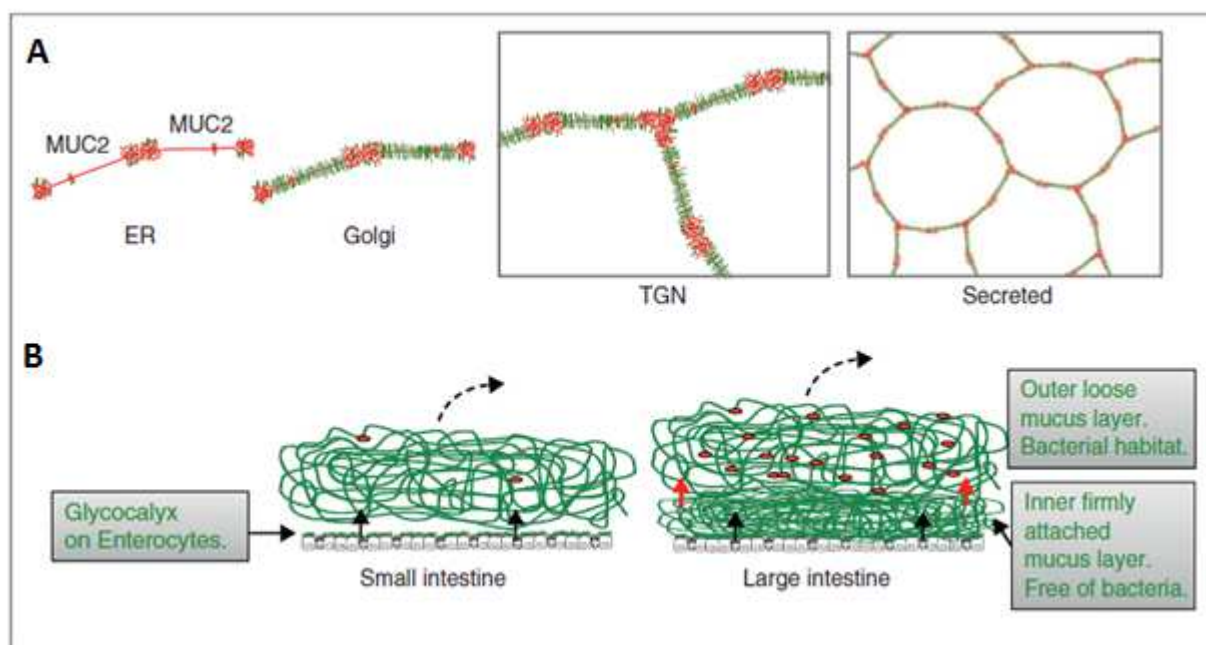 A
MUC2
MUC2
ER
Golgi
TGN
Secreted
B
Outer loose
mucus layer.
Bacterial habitat.
Glycocalyx
on Enterocytes.
Inner firmly
attached
mucus layer.
Free of bacteria.
Small intestine
Large intestine